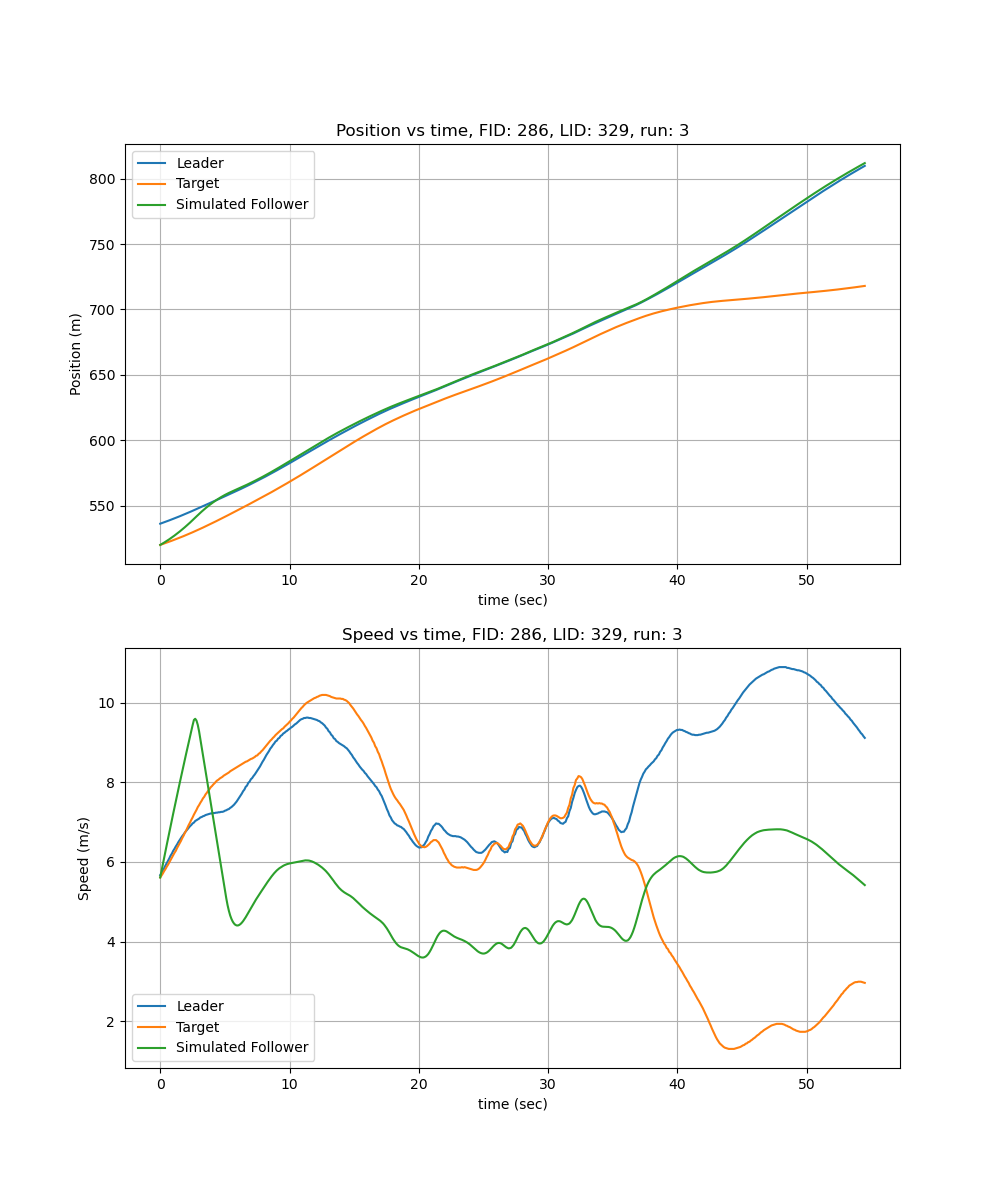 Position vs time, FID: 286, LID: 329, run: 3
Leader
Target
Simulated Follower
Position (m)
800
750
700
650
600
550
0 10 20 30 40 50
time (sec)
Speed vs time, FID: 286, LID: 329, run: 3
Speed (m/s)
10
8
6
4
2
Leader
Target
Simulated Follower
0 10 20 30 40 50
time (sec)